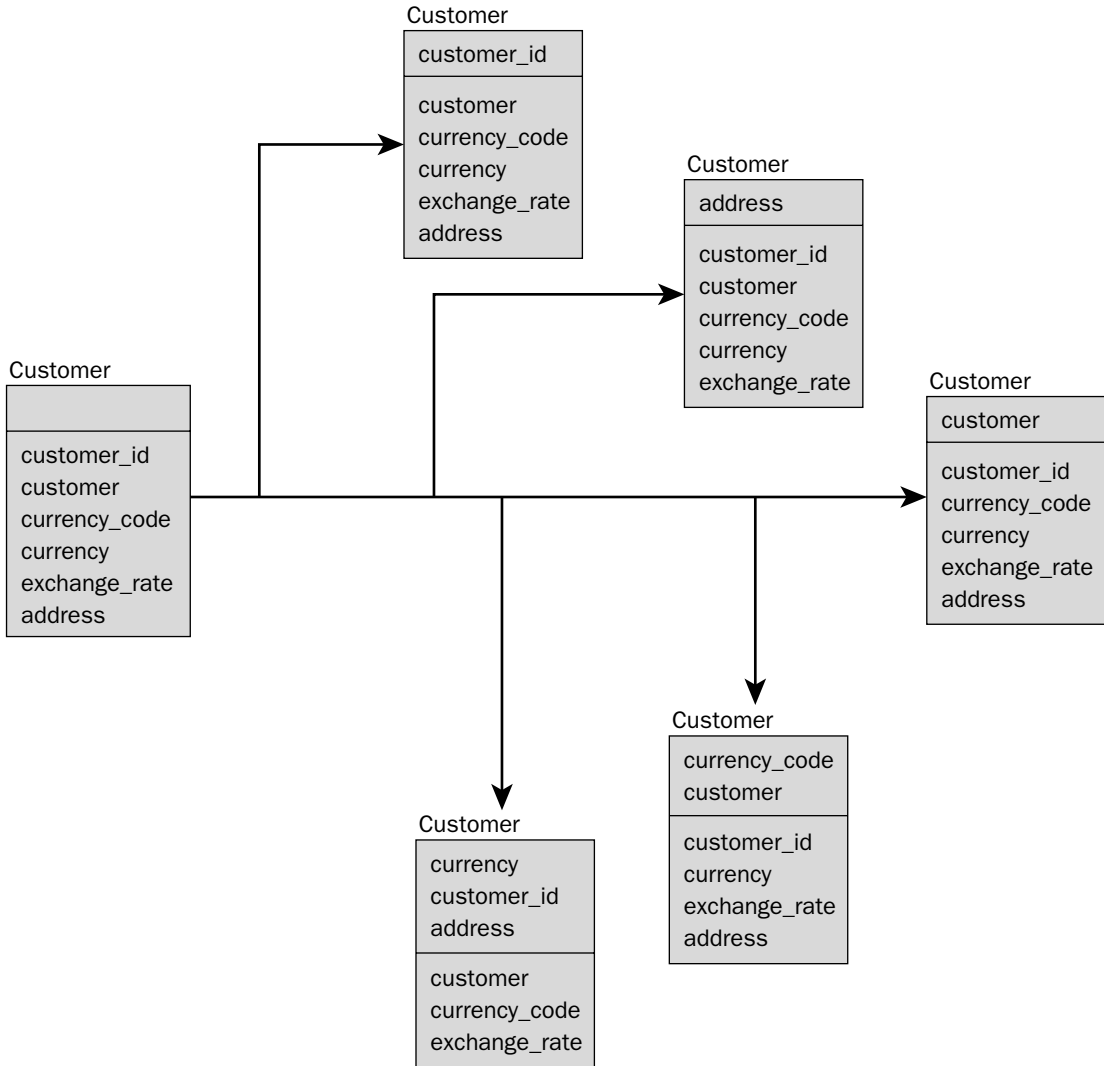 Customer
customer_id
customer
currency_code
currency
exchange_rate
address
Customer
address
customer_id
customer
currency_code
currency
exchange_rate
Customer
customer_id
customer
currency_code
currency
exchange_rate
address
Customer
customer
customer_id
currency_code
currency
exchange_rate
address
Customer
currency_code
customer
customer_id
currency
exchange_rate
address
Customer
currency
customer_id
address
customer
currency_code
exchange_rate